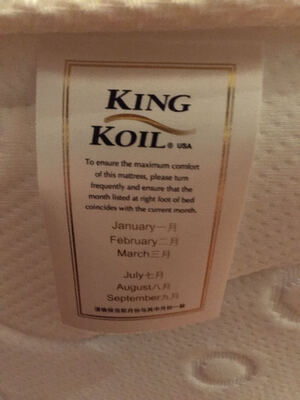 KING
KOIL® USA
To ensure the maximum comfort
of this mattress, please turn
frequently and ensure that the
month listed at right foot of bed
coincides with the current month.
January一月
February二月
March三月
July七月
August八月
September九月